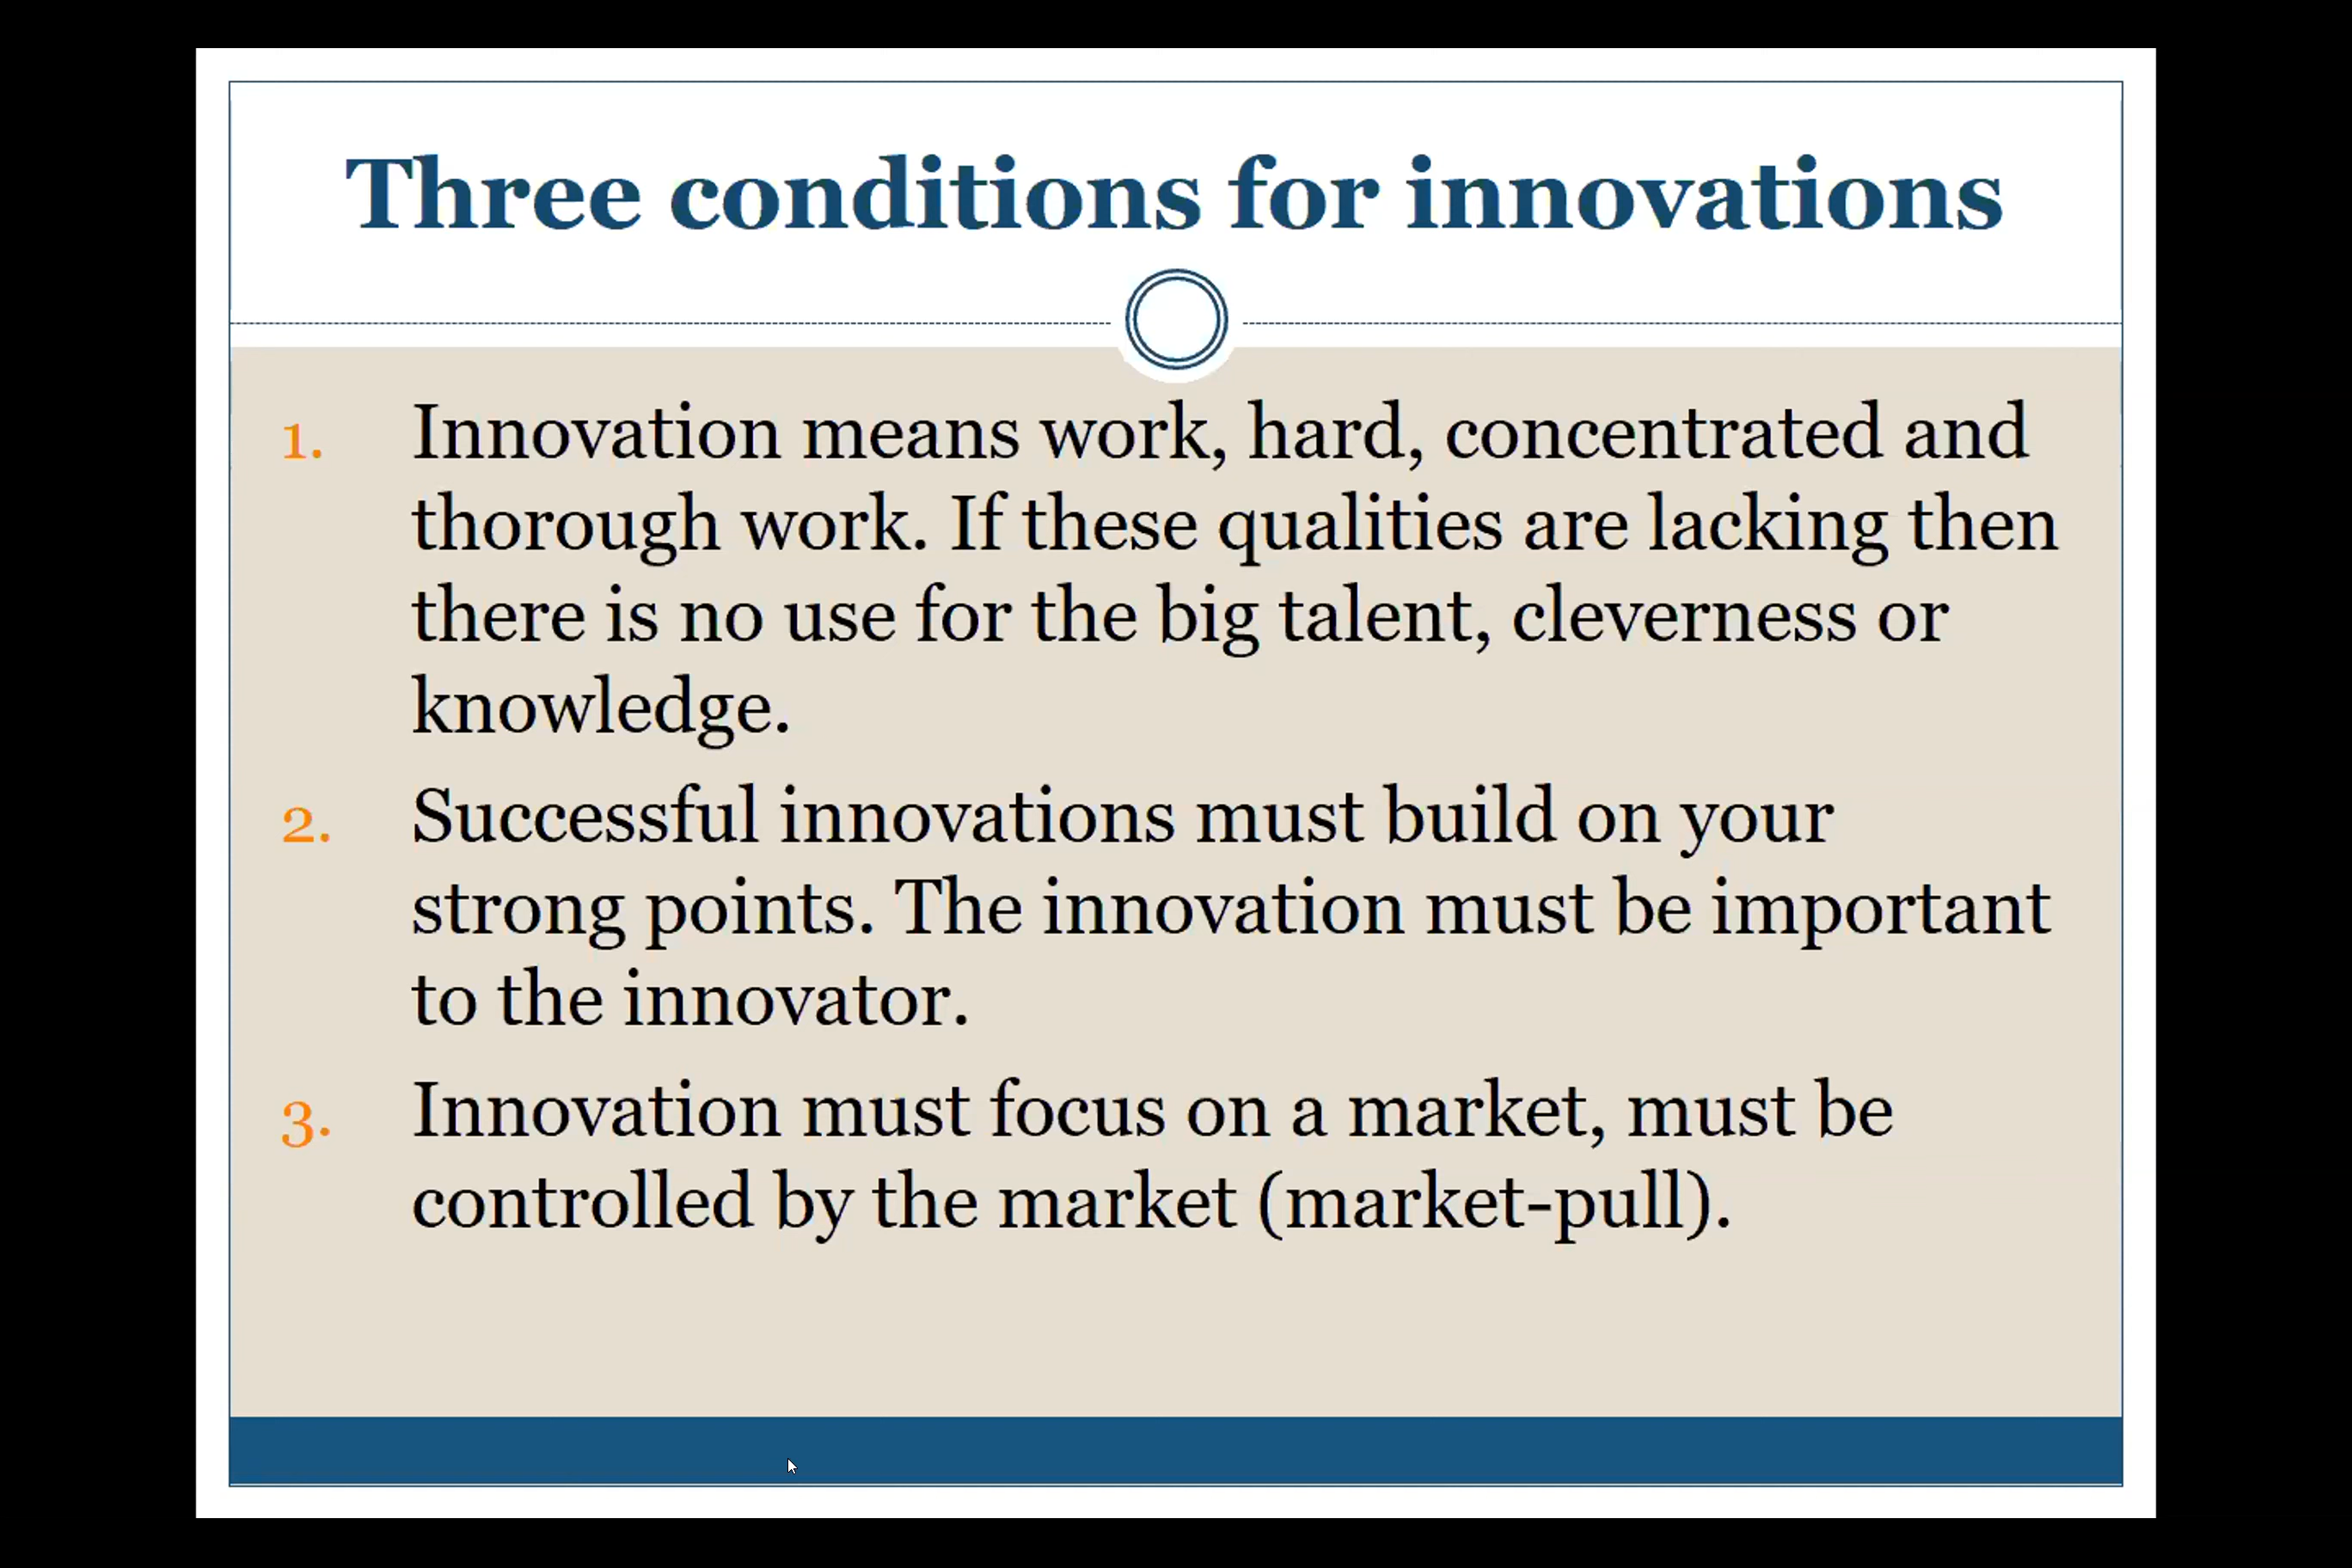 Three conditions for innovations
1. Innovation means work, hard, concentrated and
thorough work. If these qualities are lacking then
there is no use for the big talent, cleverness or
knowledge.
2. Successful innovations must build on your
strong points. The innovation must be important
to the innovator.
3. Innovation must focus on a market, must be
controlled by the market (market-pull).